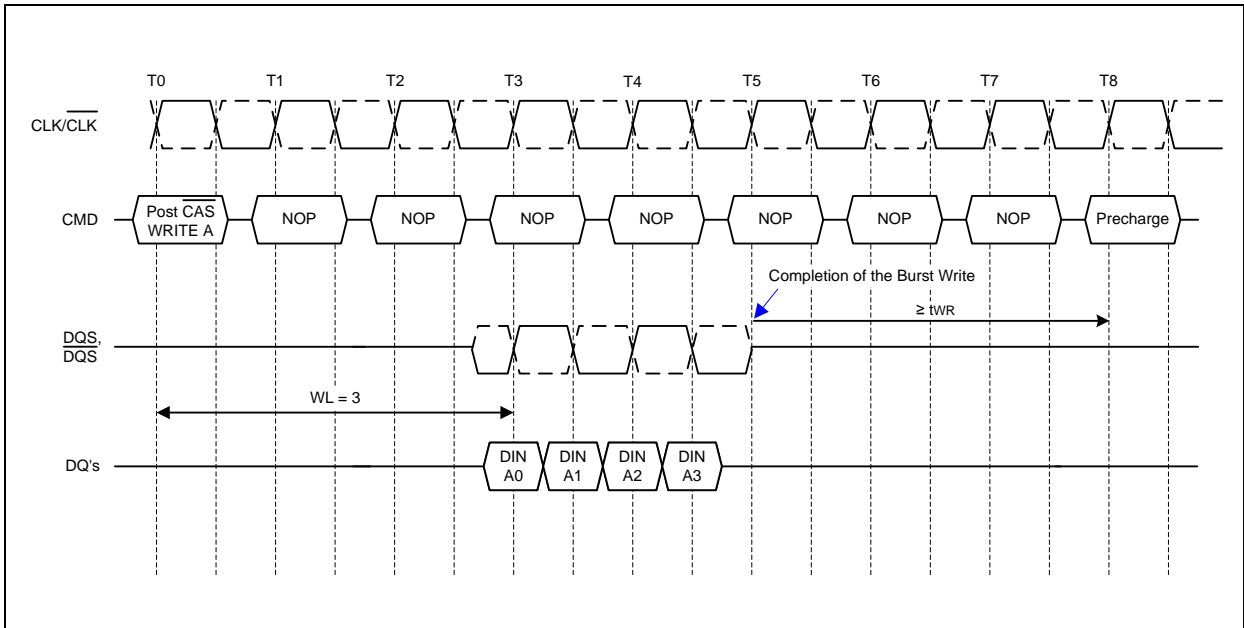 T0 T1 T2 T3 T4 T5 T6 T7 T8
CLK/CLK
CMD
Post CAS
WRITE A
NOP NOP NOP NOP NOP NOP NOP Precharge
Completion of the Burst Write
≥ tWR
DQS,
DQS
WL = 3
DQ's
DIN DIN DIN DIN
A0 A1 A2 A3